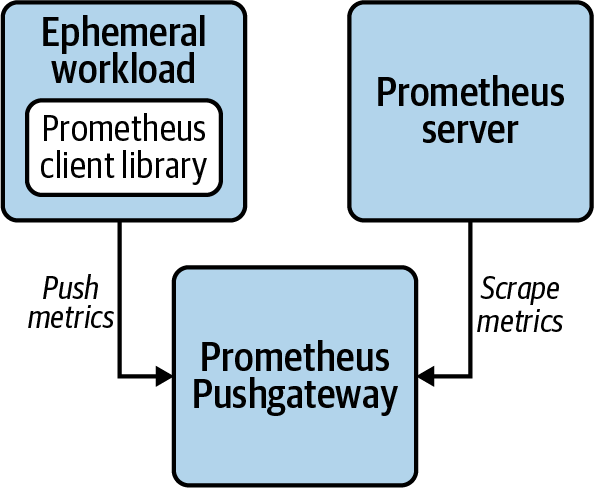 Ephemeral
workload
Prometheus
client library
Prometheus
server
Push
metrics
Scrape
metrics
Prometheus
Pushgateway